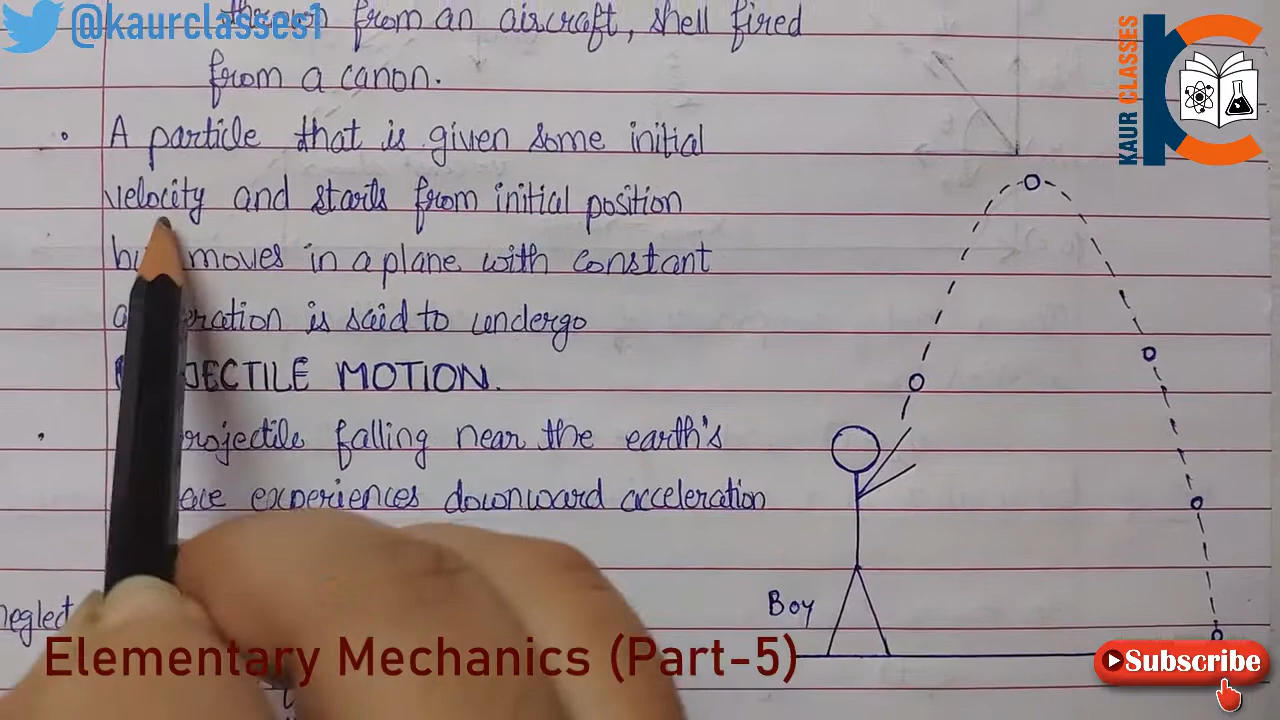 @kaurclasses1
from an aircraft, shell fired
from a canon.
KAUR CLASSES
A particle that is given some initial
velocity and starts from initial position
moves in a plane with constant
is said to undergo
MOTION.
falling near the earth's
experiences downward acceleration
Boy
neglect
Elementary Mechanics (Part-5)
Subscribe